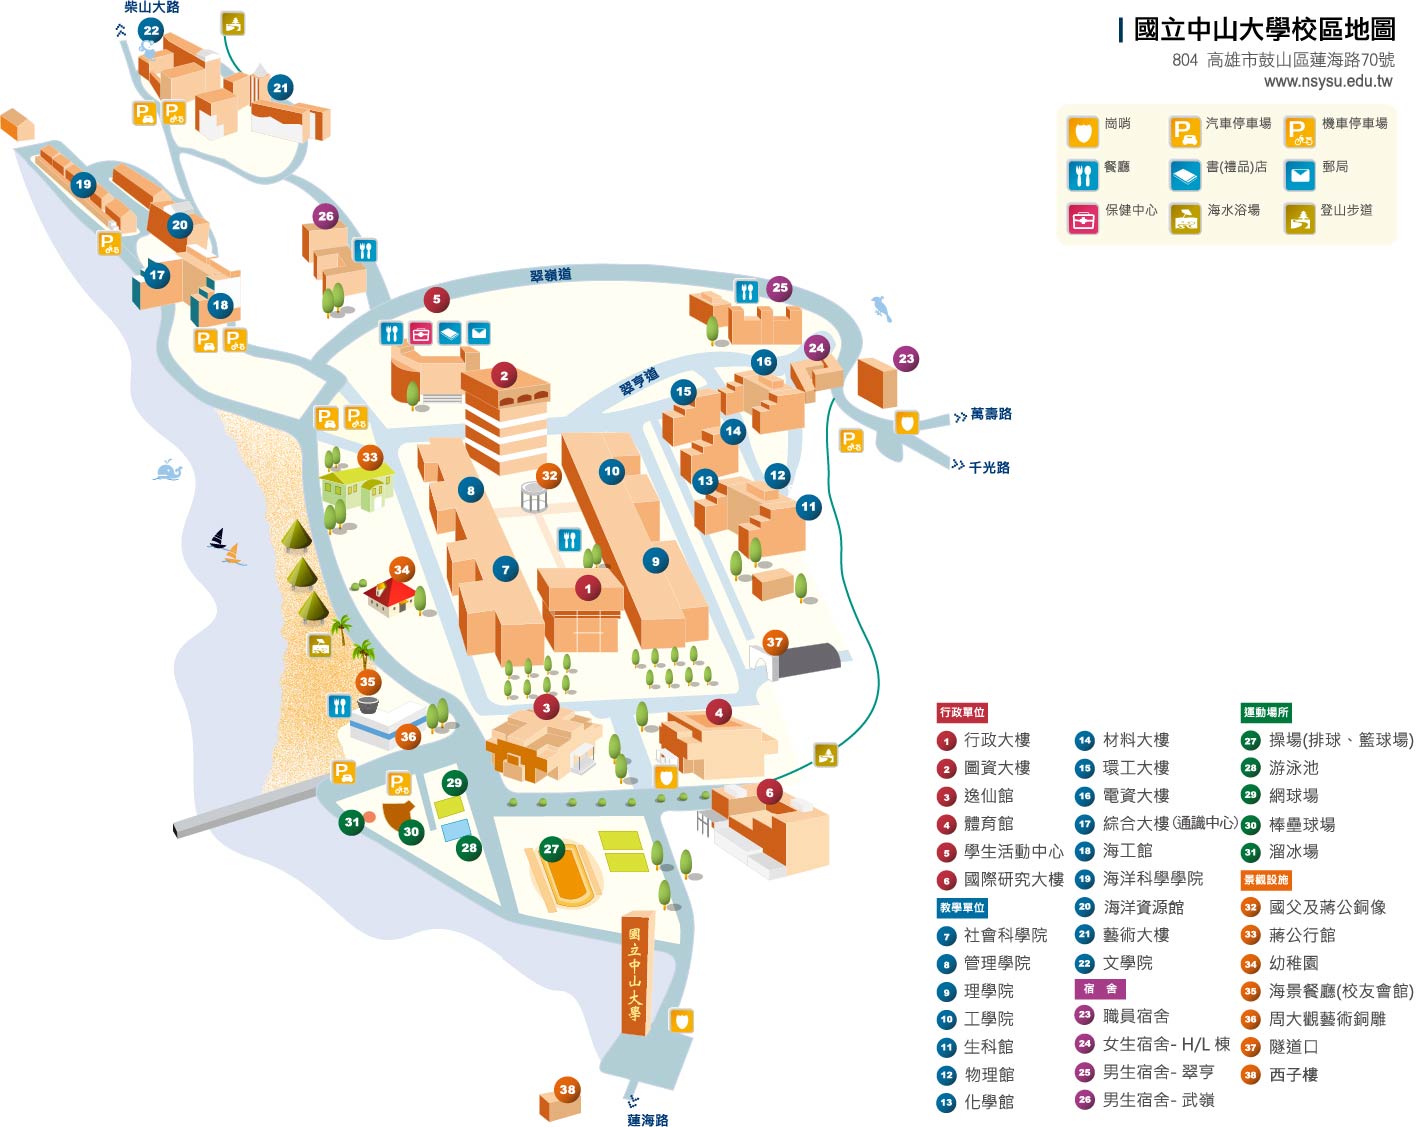 國立中山大學校區地圖
804 高雄市鼓山區蓮海路70號
www.nsysu.edu.tw
崗哨
汽車停車場
機車停車場
餐廳
書(禮品)店
郵局
保健中心
海水浴場
登山步道
柴山大路
22
21
P
P
19
20
26
P
17
18
P
P
翠嶺道
5
25
24
23
16
翠亨道
2
15
萬壽路
P
P
14
P
千光路
33
32
10
13
12
8
11
9
34
7
1
37
35
3
4
36
P
P
29
6
31
30
28
27
國立中山大學
38
蓮海路
行政單位
1 行政大樓
2 圖資大樓
3 逸仙館
4 體育館
5 學生活動中心
6 國際研究大樓
教學單位
7 社會科學院
8 管理學院
9 理學院
10 工學院
11 生科館
12 物理館
13 化學館
14 材料大樓
15 環工大樓
16 電資大樓
17 綜合大樓(通識中心)
18 海工館
19 海洋科學學院
20 海洋資源館
21 藝術大樓
22 文學院
宿舍
23 職員宿舍
24 女生宿舍- H/L 棟
25 男生宿舍- 翠亨
26 男生宿舍- 武嶺
運動場所
27 操場(排球、籃球場)
28 游泳池
29 網球場
30 棒壘球場
31 溜冰場
景觀設施
32 國父及蔣公銅像
33 蔣公行館
34 幼稚園
35 海景餐廳(校友會館)
36 周大觀藝術銅雕
37 隧道口
38 西子樓